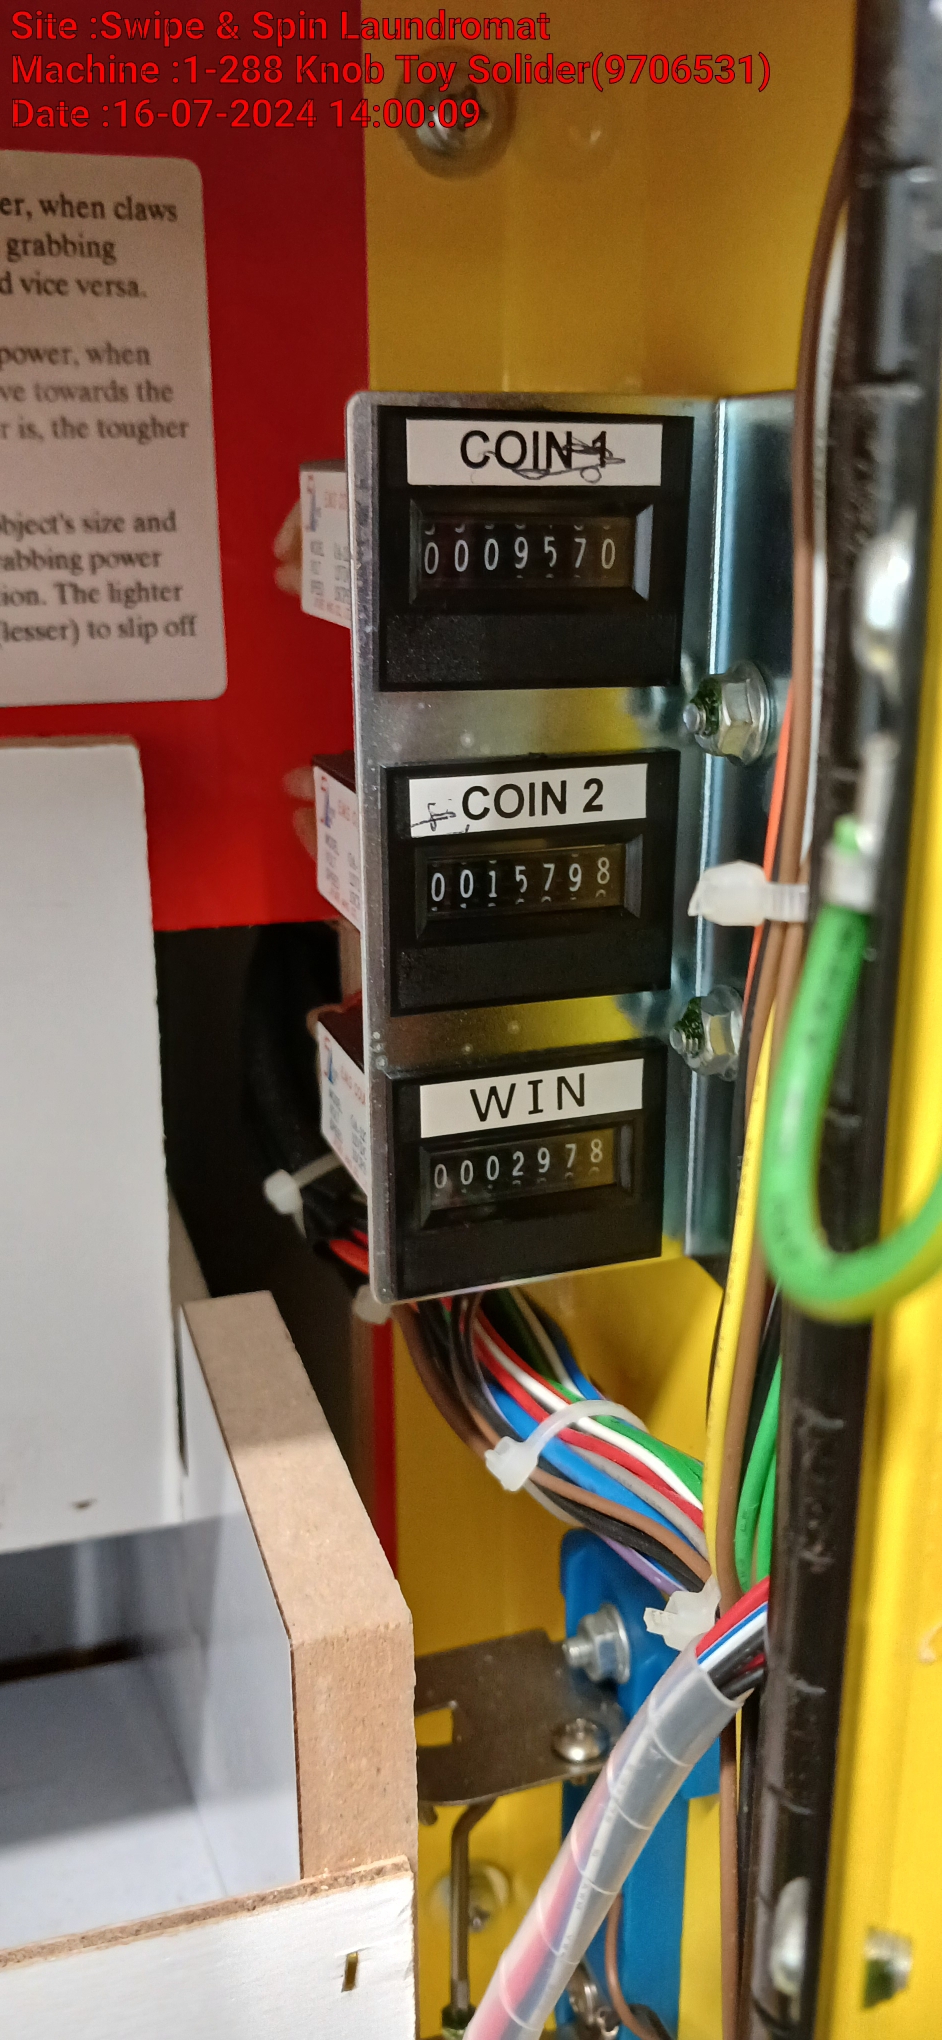 Site :Swipe & Spin Laundromat
Machine :1-288 Knob Toy Solider(9706531)
Date :16-07-2024 14:00:09
er, when claws
grabbing
d vice versa.
power, when
ve towards the
r is, the tougher
bject's size and
abbing power
ion. The lighter
lesser) to slip off
COIN 1
0009570
COIN 2
0015798
WIN
0002978